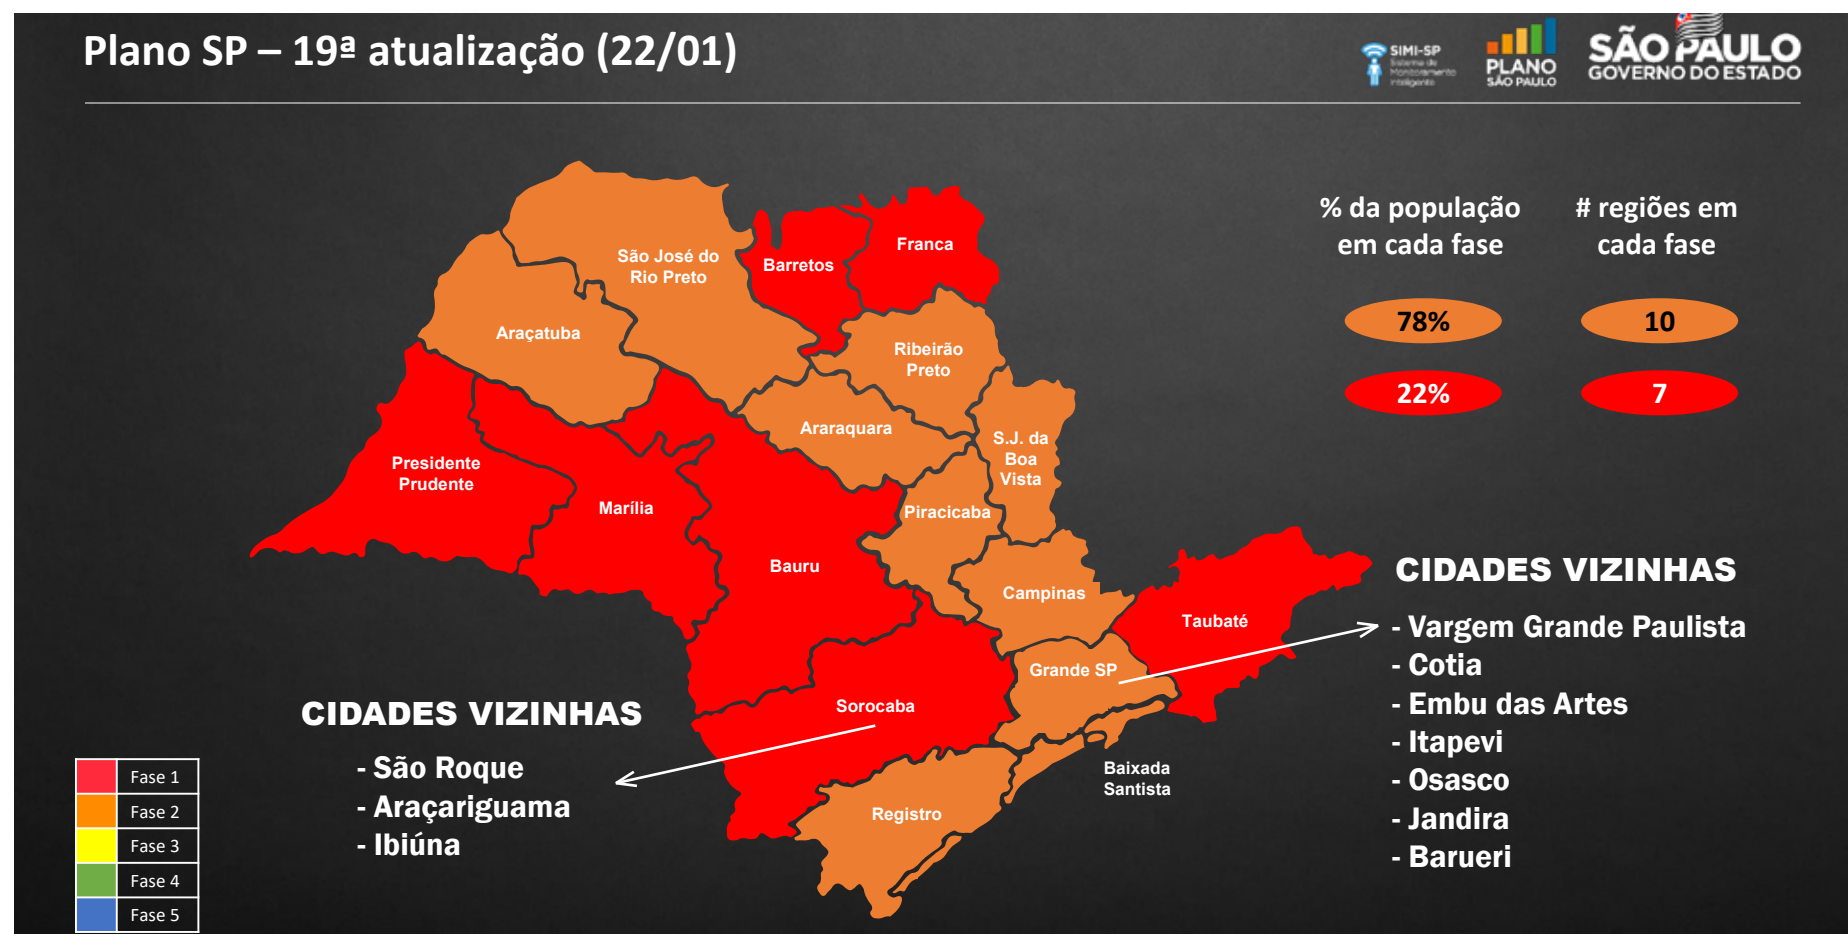 Plano SP – 19ª atualização (22/01)
SIMI-SP
Sistema de
Monitoramento
Inteligente
PLANO
SÃO PAULO
SÃO PAULO
GOVERNO DO ESTADO
% da população
em cada fase
# regiões em
cada fase
78%
10
22%
7
Franca
Barretos
São José do
Rio Preto
Araçatuba
Ribeirão
Preto
Araraquara
S.J. da
Boa
Vista
Presidente
Prudente
Marília
Piracicaba
Bauru
Campinas
Taubaté
Grande SP
Sorocaba
Baixada
Santista
Registro
CIDADES VIZINHAS
- Vargem Grande Paulista
- Cotia
- Embu das Artes
- Itapevi
- Osasco
- Jandira
- Barueri
CIDADES VIZINHAS
- São Roque
- Araçariguama
- Ibiúna
Fase 1
Fase 2
Fase 3
Fase 4
Fase 5